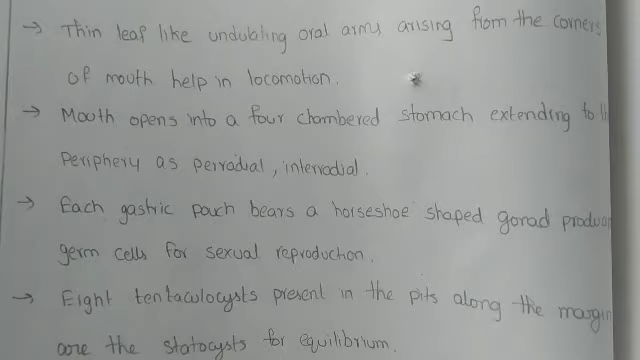 → Thin leaf like undubling oral arms arising from the corners
of mouth help in locomotion.
→ Mouth opens into a four chambered stomach extending to
Periphery as perradial, interradial.
→ Each gastric pouch bears a horseshoe shaped gonad produ
germ cells for sexual reproduction.
→ Eight tentaculocysts present in the pits along the margin
are the statocysts for equilibrium.